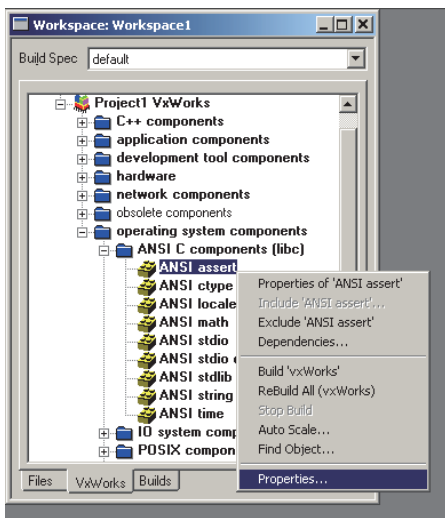 Workspace: Workspace1
Build Spec default
Project1 VxWorks
C++ components
application components
development tool components
hardware
network components
obsolete components
operating system components
ANSI C components (libc)
ANSI assert
ANSI ctype
ANSI locale
ANSI math
ANSI stdio
ANSI stdio
ANSI stdlib
ANSI string
ANSI time
IO system comp
POSIX compon
Properties of 'ANSI assert'
Include 'ANSI assert'...
Exclude 'ANSI assert'
Dependencies...
Build 'vxWorks'
ReBuild All (vxWorks)
Stop Build
Auto Scale...
Find Object...
Properties...
Files VxWorks Builds